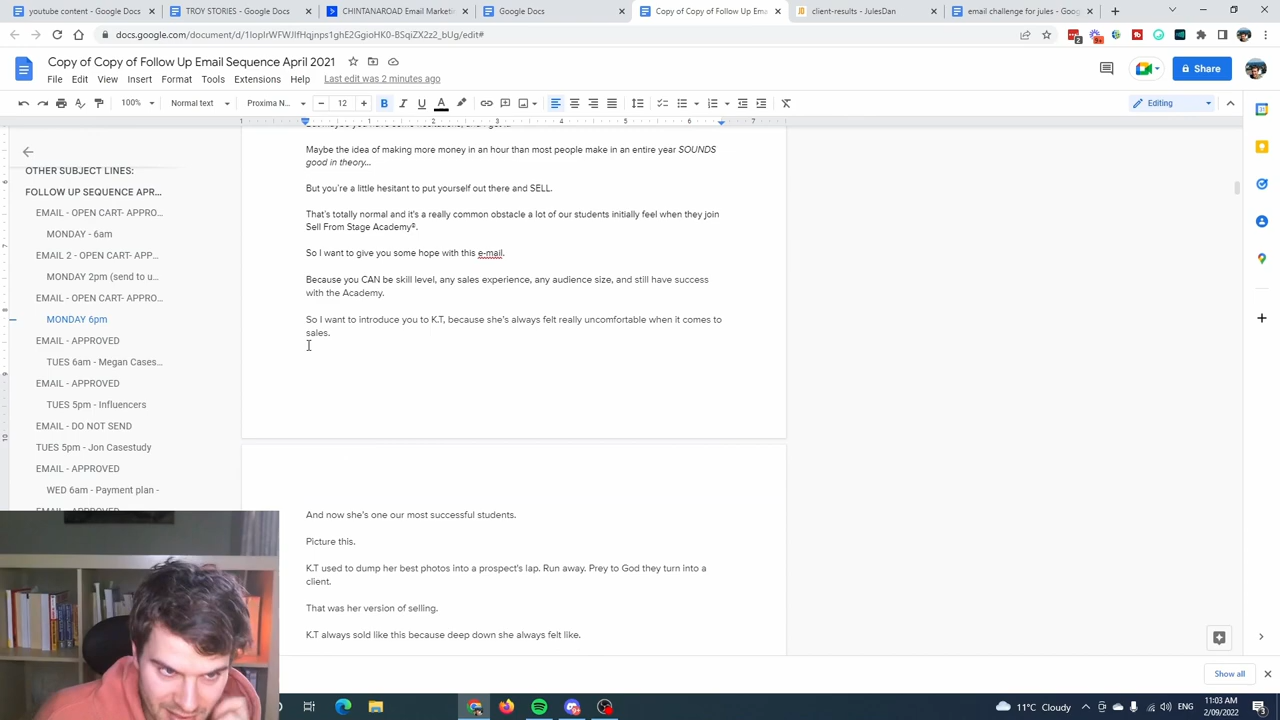 youtube content - Google Docs
TROY STORIES - Google Docs
CHINTANAROAD Email Marketi
Google Docs
Copy of Copy of Follow Up Ema
client-results - JulesDan
email challenge for jules - Goog
docs.google.com/document/d/1IopIrWFWJIfHqjnps1ghE2GgioHK0-BSqiZX2z2_bUg/edit#
Copy of Copy of Follow Up Email Sequence April 2021
File Edit View Insert Format Tools Extensions Help Last edit was 2 minutes ago
Share
100% Normal text Proxima N... 12 Editing
OTHER SUBJECT LINES:
FOLLOW UP SEQUENCE APR...
EMAIL - OPEN CART- APPRO...
MONDAY - 6am
EMAIL 2 - OPEN CART- APP...
MONDAY 2pm (send to u...
EMAIL - OPEN CART- APPRO...
MONDAY 6pm
EMAIL - APPROVED
TUES 6am - Megan Cases...
EMAIL - APPROVED
TUES 5pm - Influencers
EMAIL - DO NOT SEND
TUES 5pm - Jon Casestudy
EMAIL - APPROVED
WED 6am - Payment plan -
Maybe the idea of making more money in an hour than most people make in an entire year SOUNDS
good in theory...
But you're a little hesitant to put yourself out there and SELL.
That's totally normal and it's a really common obstacle a lot of our students initially feel when they join
Sell From Stage Academy®.
So I want to give you some hope with this e-mail.
Because you CAN be skill level, any sales experience, any audience size, and still have success
with the Academy.
So I want to introduce you to K.T, because she's always felt really uncomfortable when it comes to
sales.
And now she's one our most successful students.
Picture this.
K.T used to dump her best photos into a prospect's lap. Run away. Prey to God they turn into a
client.
That was her version of selling.
K.T always sold like this because deep down she always felt like.
Show all
11°C Cloudy
11:03 AM
2/09/2022